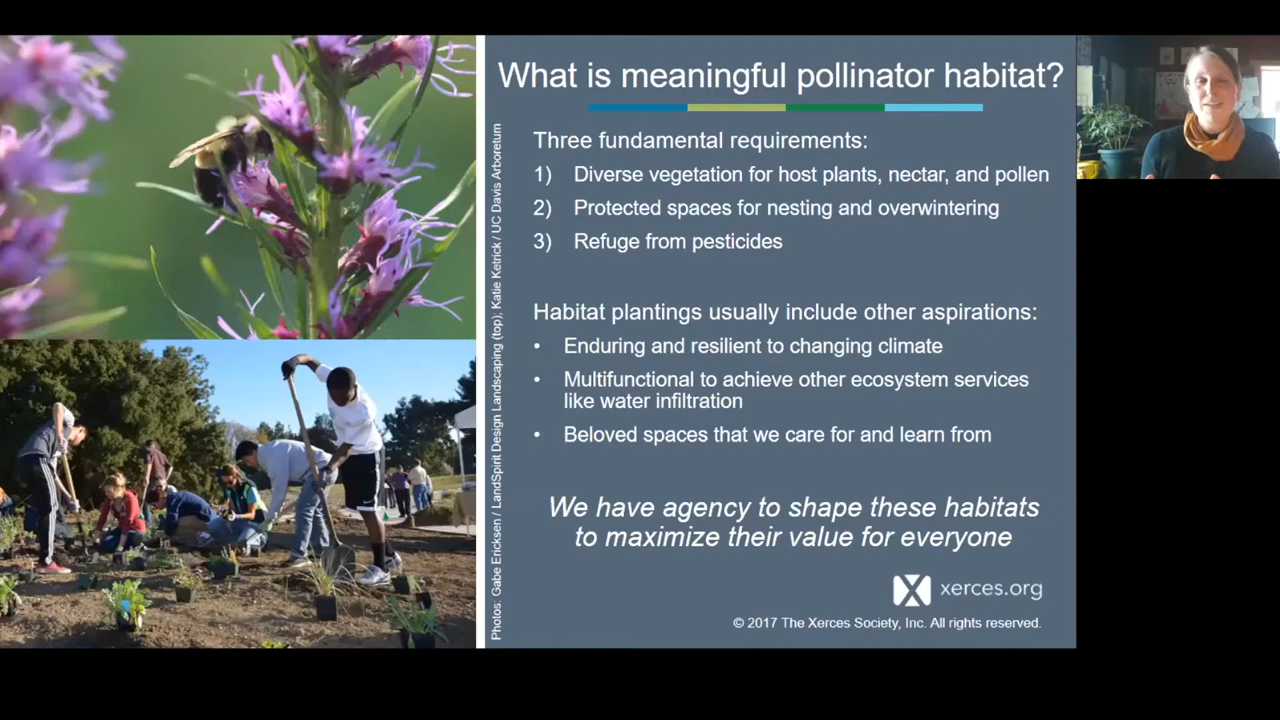 What is meaningful pollinator habitat?
Three fundamental requirements:
1) Diverse vegetation for host plants, nectar, and pollen
2) Protected spaces for nesting and overwintering
3) Refuge from pesticides
Habitat plantings usually include other aspirations:
• Enduring and resilient to changing climate
• Multifunctional to achieve other ecosystem services
like water infiltration
• Beloved spaces that we care for and learn from
We have agency to shape these habitats
to maximize their value for everyone
xerces.org
© 2017 The Xerces Society, Inc. All rights reserved.
Photos: Gabe Ericksen / LandSpirit Design Landscaping (top); Katie Ketrick / UC Davis Arboretum